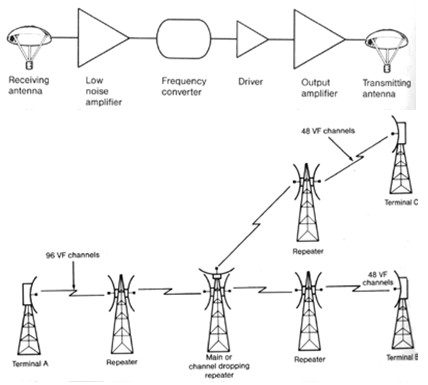 Receiving
antenna
Low
noise
amplifier
Frequency
converter
Driver
Output
amplifier
Transmitting
antenna
48 VF channels
Terminal C
Repeater
96 VF channels
48 VF
channels
Terminal A
Repeater
Main or
channel dropping
repeater
Repeater
Terminal B